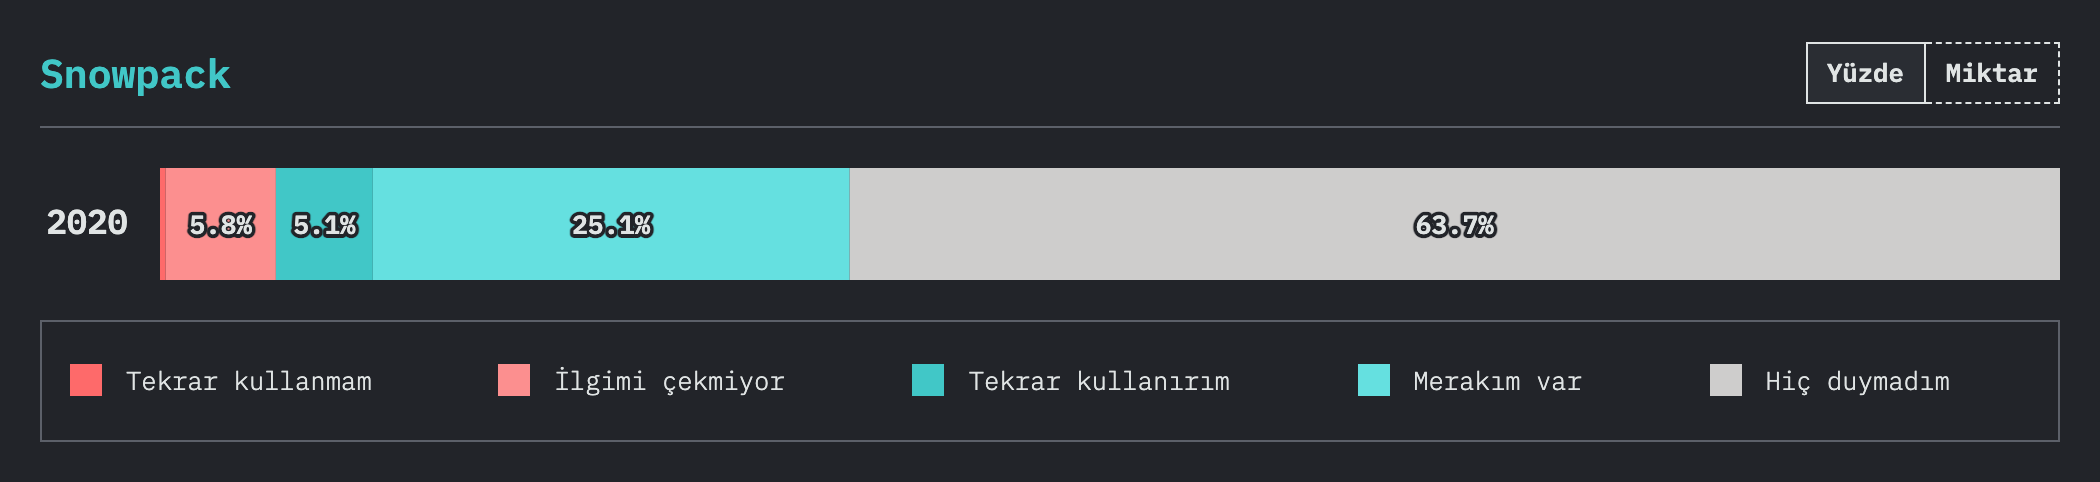 Snowpack
Yüzde Miktar
2020 5.8% 5.1% 25.1% 63.7%
Tekrar kullanmam İlgimi çekmiyor Tekrar kullanırım Merakım var Hiç duymadım